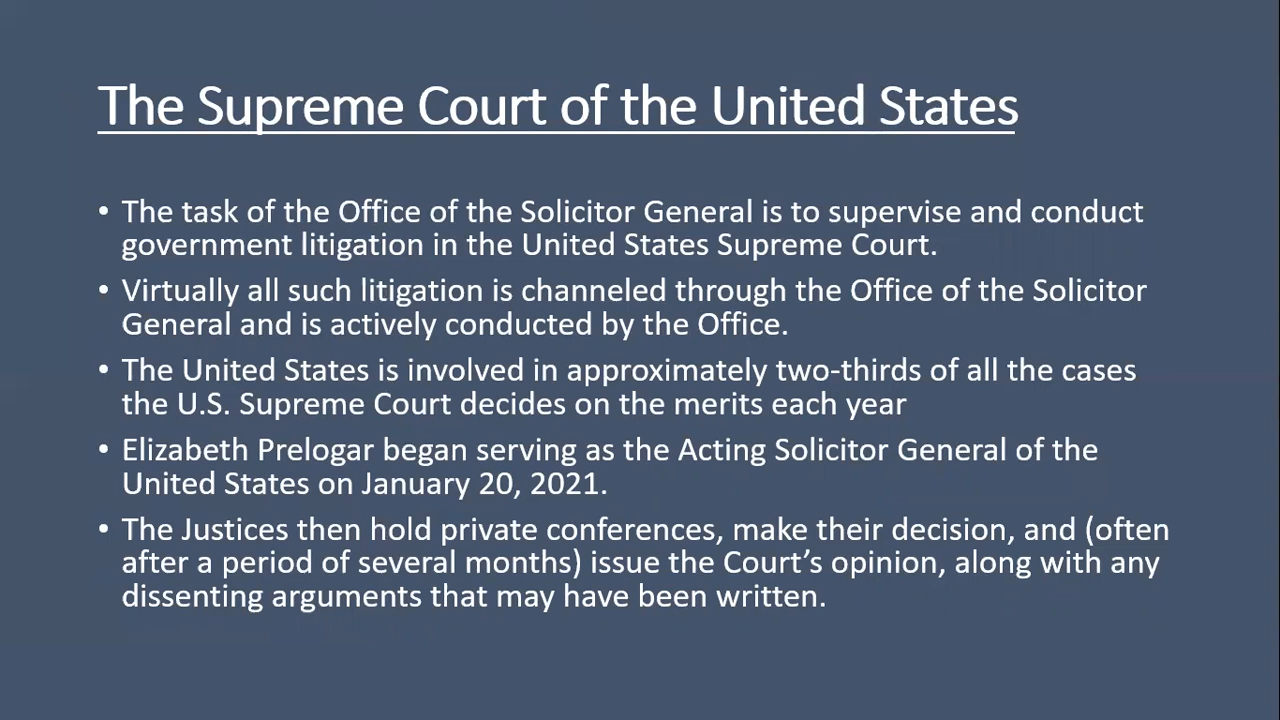 The Supreme Court of the United States
• The task of the Office of the Solicitor General is to supervise and conduct
government litigation in the United States Supreme Court.
• Virtually all such litigation is channeled through the Office of the Solicitor
General and is actively conducted by the Office.
• The United States is involved in approximately two-thirds of all the cases
the U.S. Supreme Court decides on the merits each year
• Elizabeth Prelogar began serving as the Acting Solicitor General of the
United States on January 20, 2021.
• The Justices then hold private conferences, make their decision, and (often
after a period of several months) issue the Court’s opinion, along with any
dissenting arguments that may have been written.